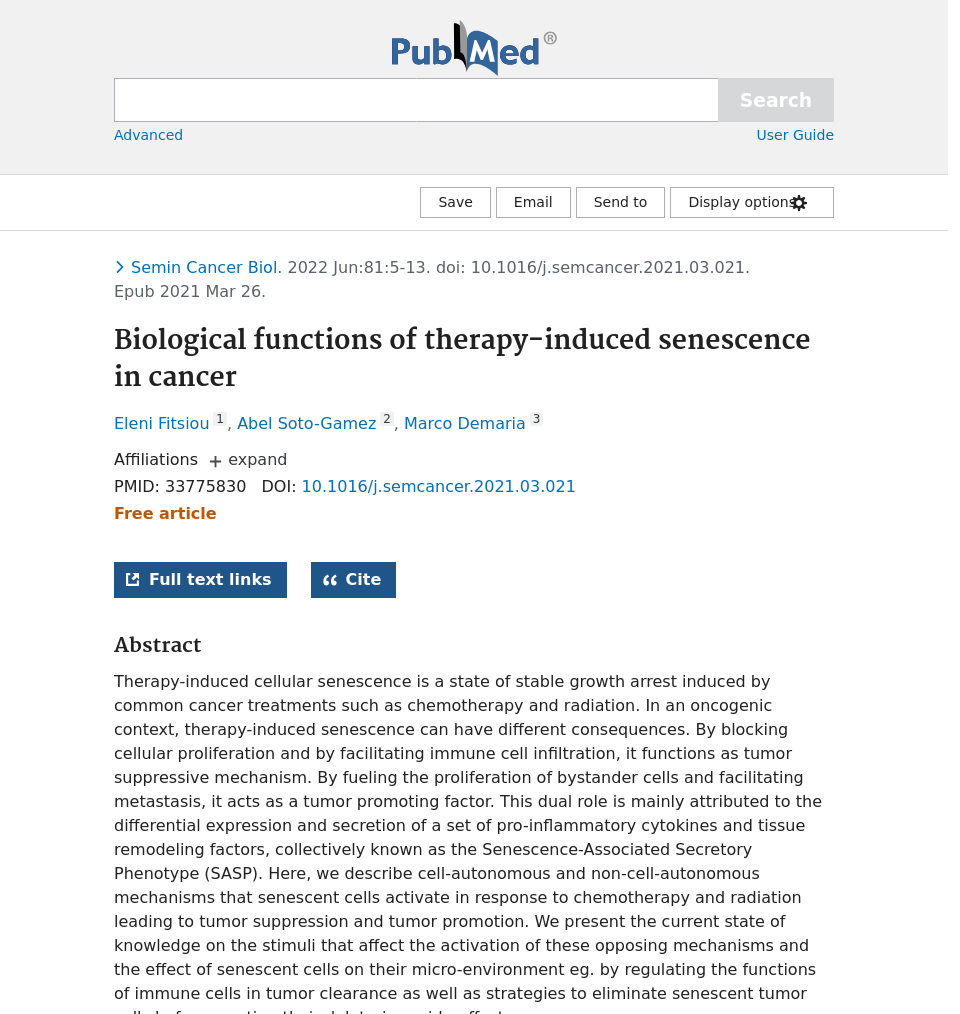 PubMed®
Search
Advanced
User Guide
Save
Email
Send to
Display options
Semin Cancer Biol. 2022 Jun:81:5-13. doi: 10.1016/j.semcancer.2021.03.021.
Epub 2021 Mar 26.
Biological functions of therapy-induced senescence
in cancer
Eleni Fitsiou 1, Abel Soto-Gamez 2, Marco Demaria 3
Affiliations + expand
PMID: 33775830 DOI: 10.1016/j.semcancer.2021.03.021
Free article
Full text links
Cite
Abstract
Therapy-induced cellular senescence is a state of stable growth arrest induced by
common cancer treatments such as chemotherapy and radiation. In an oncogenic
context, therapy-induced senescence can have different consequences. By blocking
cellular proliferation and by facilitating immune cell infiltration, it functions as tumor
suppressive mechanism. By fueling the proliferation of bystander cells and facilitating
metastasis, it acts as a tumor promoting factor. This dual role is mainly attributed to the
differential expression and secretion of a set of pro-inflammatory cytokines and tissue
remodeling factors, collectively known as the Senescence-Associated Secretory
Phenotype (SASP). Here, we describe cell-autonomous and non-cell-autonomous
mechanisms that senescent cells activate in response to chemotherapy and radiation
leading to tumor suppression and tumor promotion. We present the current state of
knowledge on the stimuli that affect the activation of these opposing mechanisms and
the effect of senescent cells on their micro-environment eg. by regulating the functions
of immune cells in tumor clearance as well as strategies to eliminate senescent tumor